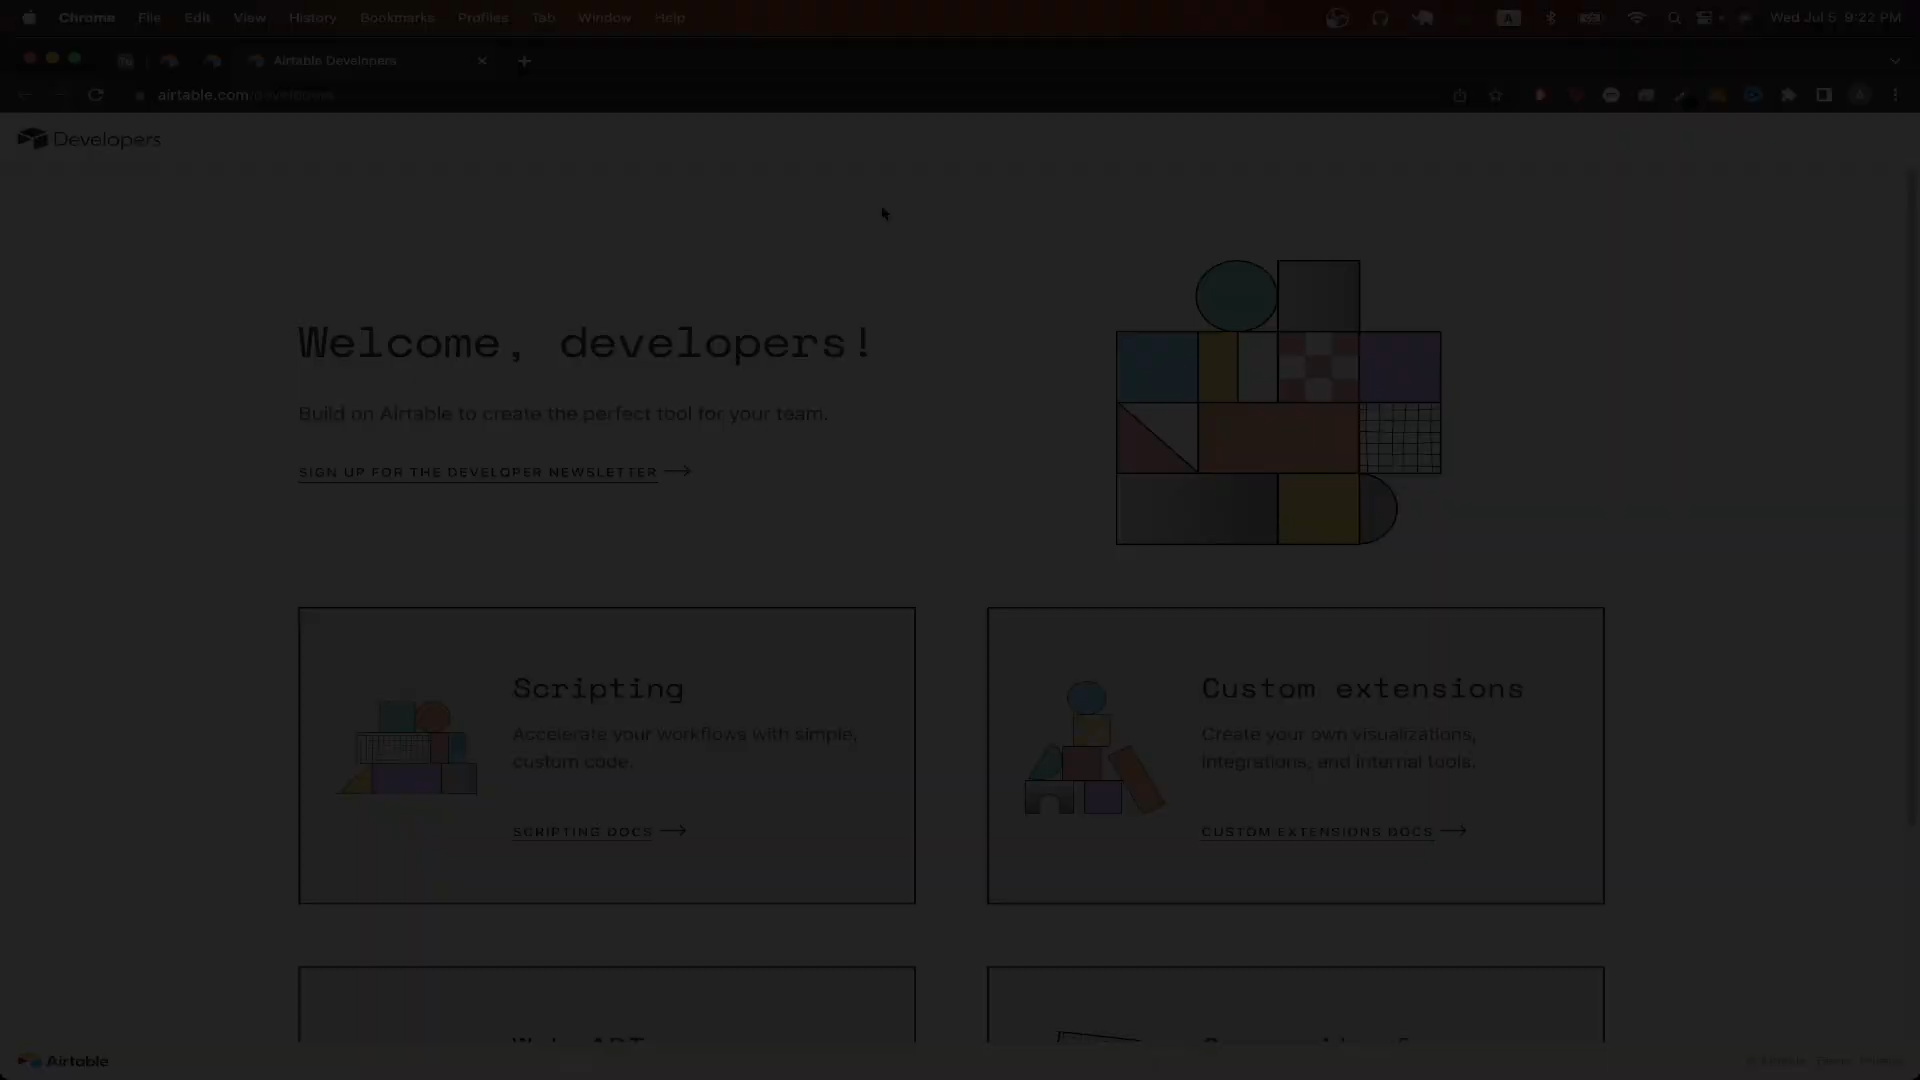 Chrome File Edit View History Bookmarks Profiles Tab Window Help A Wed Jul 5 9:22 PM
Airtable Developers
airtable.com/developers
Developers
Welcome, developers!
Build on Airtable to create the perfect tool for your team.
SIGN UP FOR THE DEVELOPER NEWSLETTER
Scripting
Accelerate your workflows with simple,
custom code.
SCRIPTING DOCS
Custom extensions
Create your own visualizations,
integrations, and internal tools.
CUSTOM EXTENSIONS DOCS
Web API
Airtable